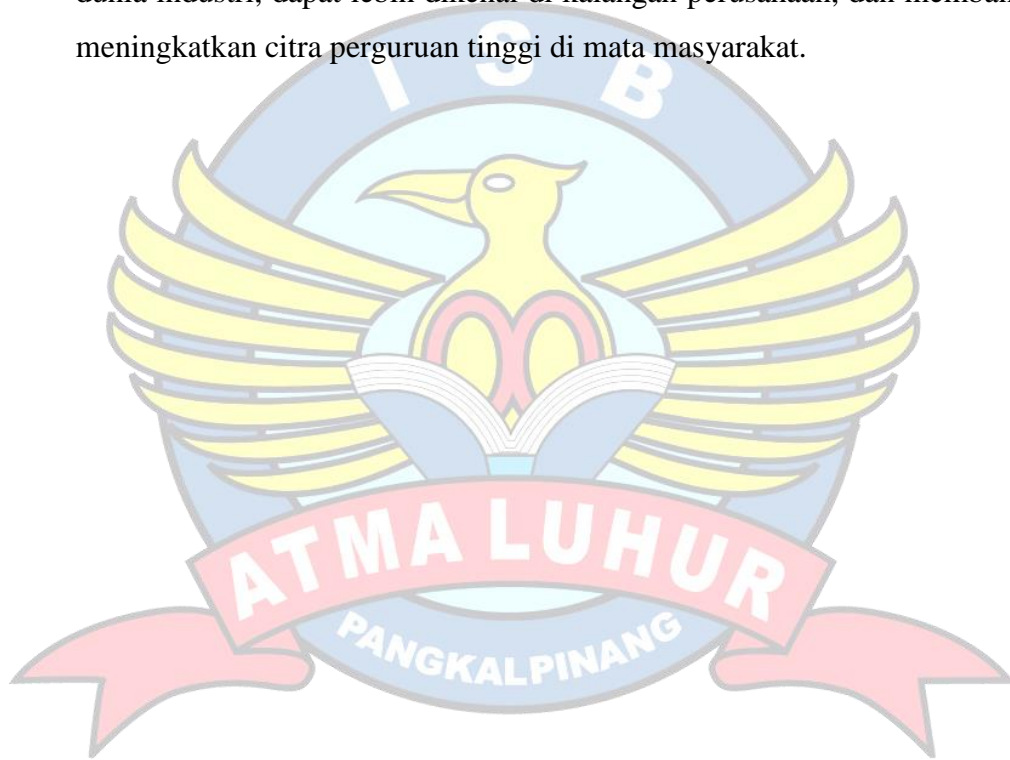 dunia industri, dapat lebih dikenal di kalangan perusahaan, dan
meningkatkan citra perguruan tinggi di mata masyarakat.
I S B
ATMA LUHUR
PANGKALPINANG